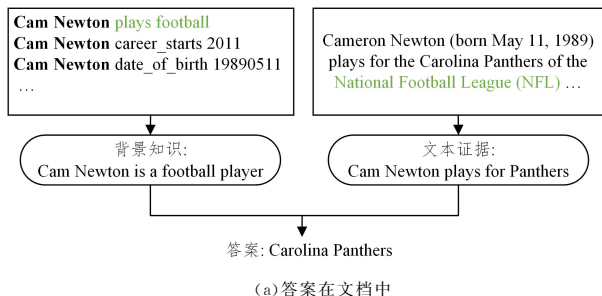 Cam Newton plays football
Cam Newton career_starts 2011
Cam Newton date_of_birth 19890511
…
Cameron Newton (born May 11, 1989)
plays for the Carolina Panthers of the
National Football League (NFL) …
背景知识:
Cam Newton is a football player
文本证据:
Cam Newton plays for Panthers
答案: Carolina Panthers
(a)答案在文档中